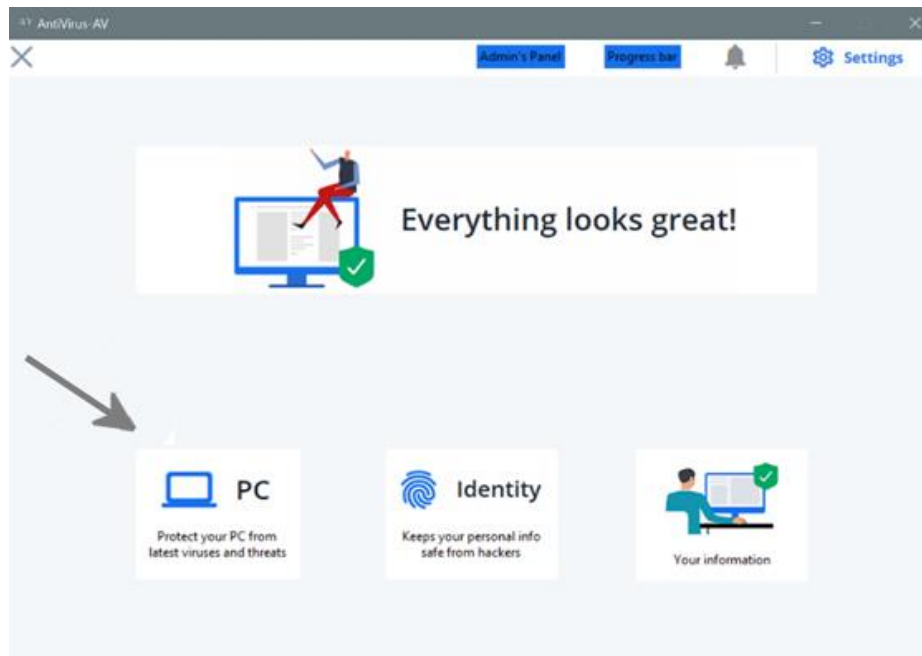 AntiVirus-AV
Admin's Panel
Progress bar
Settings
Everything looks great!
PC
Protect your PC from
latest viruses and threats
Identity
Keeps your personal info
safe from hackers
Your information